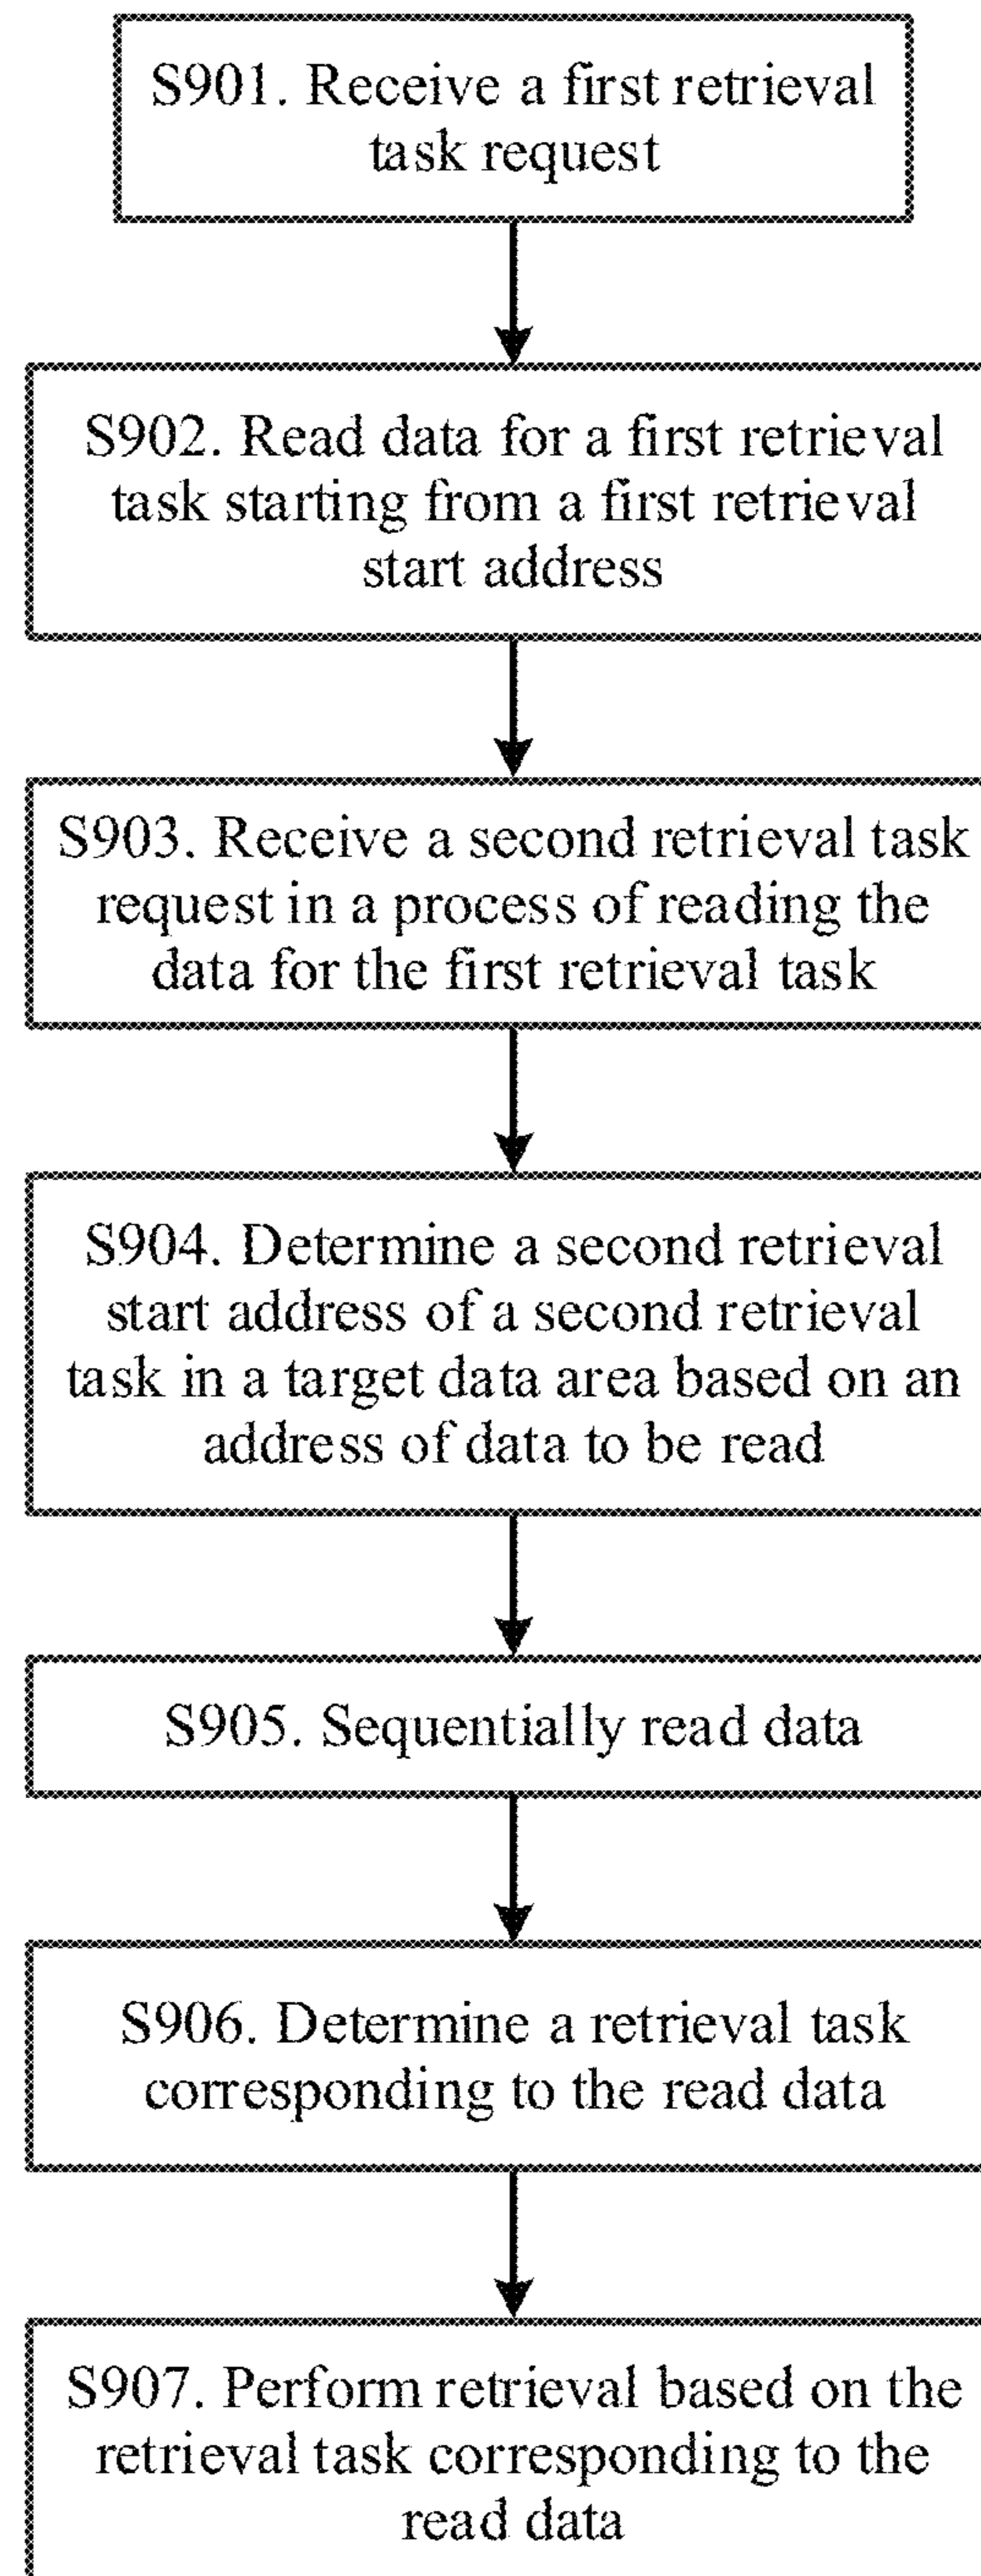 S901. Receive a first retrieval
task request
S902. Read data for a first retrieval
task starting from a first retrieval
start address
S903. Receive a second retrieval task
request in a process of reading the
data for the first retrieval task
S904. Determine a second retrieval
start address of a second retrieval
task in a target data area based on an
address of data to be read
S905. Sequentially read data
S906. Determine a retrieval task
corresponding to the read data
S907. Perform retrieval based on the
retrieval task corresponding to the
read data